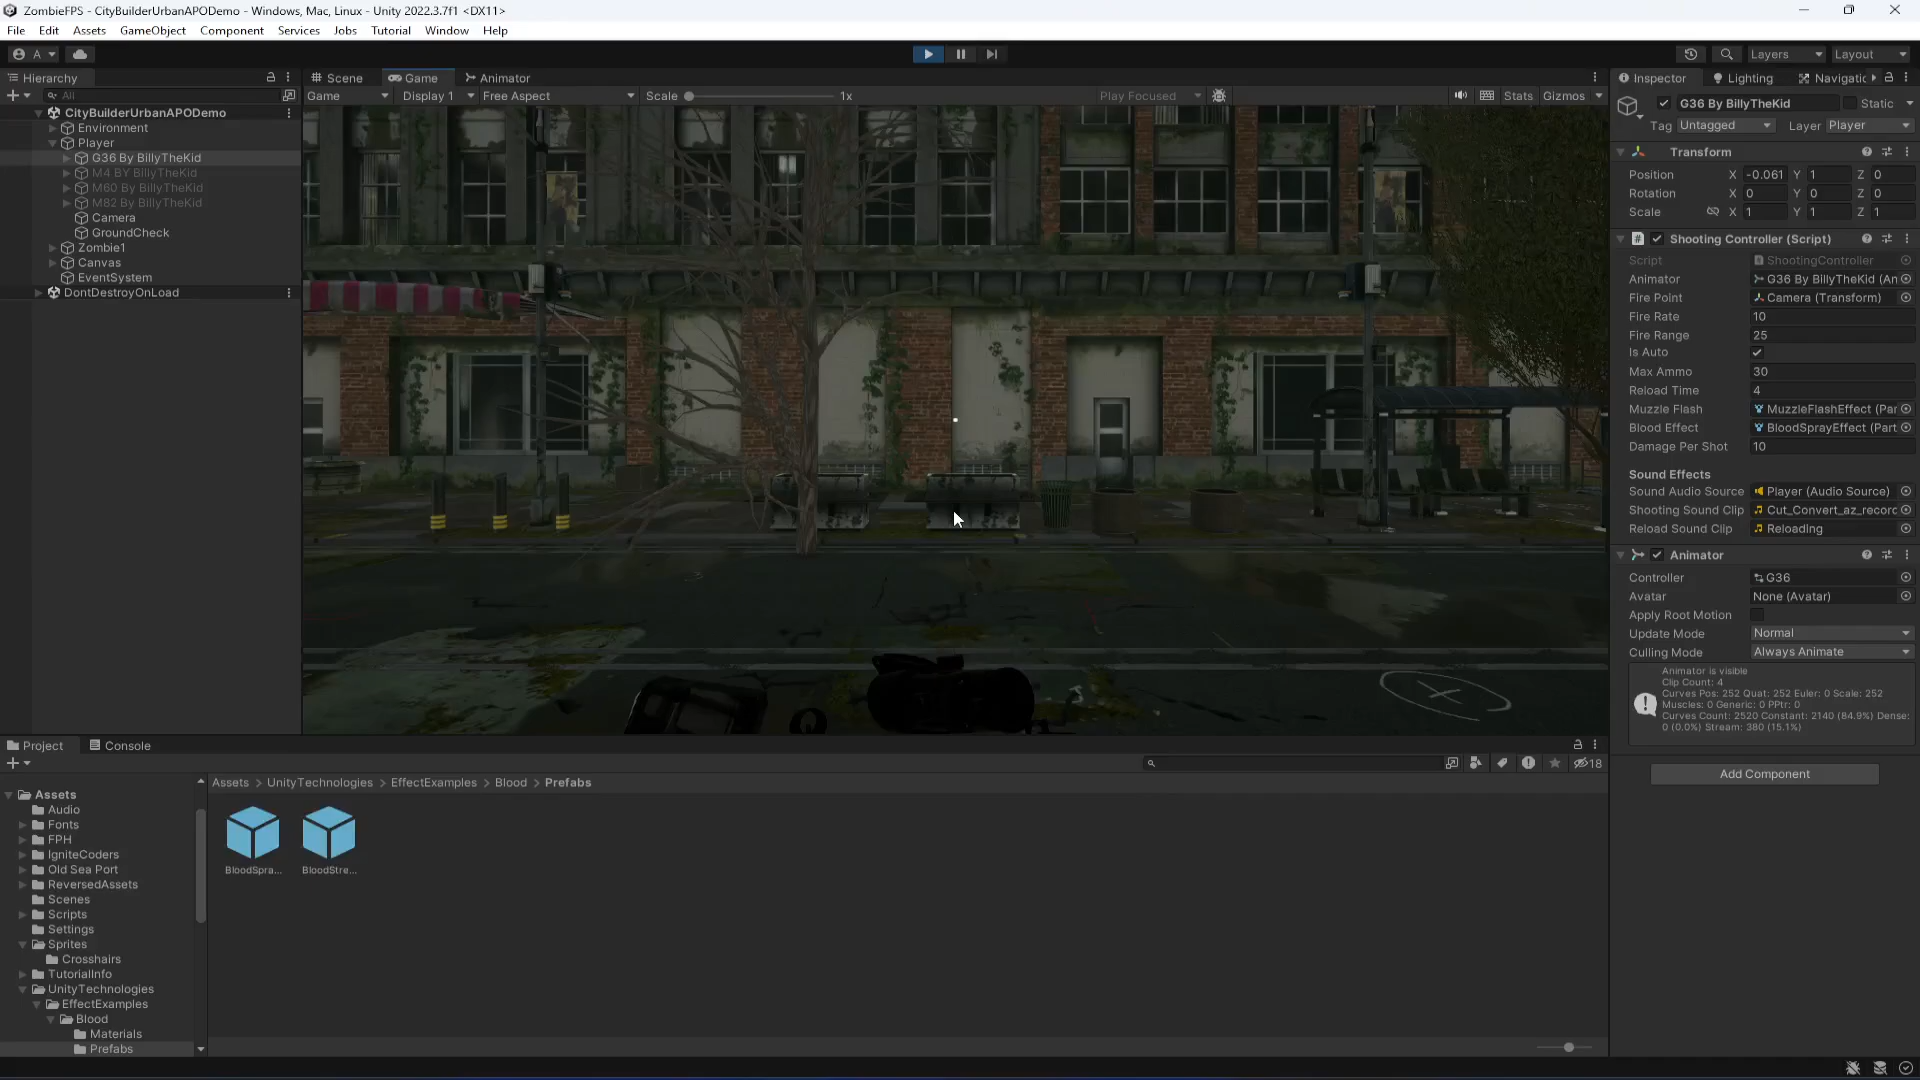 ZombieFPS - CityBuilderUrbanAPODemo - Windows, Mac, Linux - Unity 2022.3.7f1 <DX11>
File Edit Assets GameObject Component Services Jobs Tutorial Window Help
A Layers Layout
Hierarchy
All
CityBuilderUrbanAPODemo
Environment
Player
G36 By BillyTheKid
M4 BY BillyTheKid
M60 By BillyTheKid
M82 By BillyTheKid
Camera
GroundCheck
Zombie1
Canvas
EventSystem
DontDestroyOnLoad
Scene Game Animator
Game Display 1 Free Aspect Scale 1x Play Focused Stats Gizmos
Inspector Lighting Navigatic
G36 By BillyTheKid Static
Tag Untagged Layer Player
Transform
Position X -0.061 Y 1 Z 0
Rotation X 0 Y 0 Z 0
Scale X 1 Y 1 Z 1
# Shooting Controller (Script)
Script ShootingController
Animator G36 By BillyTheKid (An
Fire Point Camera (Transform)
Fire Rate 10
Fire Range 25
Is Auto
Max Ammo 30
Reload Time 4
Muzzle Flash MuzzleFlashEffect (Par
Blood Effect BloodSprayEffect (Part
Damage Per Shot 10
Sound Effects
Sound Audio Source Player (Audio Source)
Shooting Sound Clip Cut_Convert_az_recorc
Reload Sound Clip Reloading
Animator
Controller G36
Avatar None (Avatar)
Apply Root Motion
Update Mode Normal
Culling Mode Always Animate
Animator is visible
Clip Count: 4
Curves Pos: 252 Quat: 252 Euler: 0 Scale: 252
Muscles: 0 Generic: 0 PPtr: 0
Curves Count: 2520 Constant: 2140 (84.9%) Dense:
0 (0.0%) Stream: 380 (15.1%)
Add Component
Project Console
18
Assets > UnityTechnologies > EffectExamples > Blood > Prefabs
Assets
Audio
Fonts
FPH
IgniteCoders
Old Sea Port
ReversedAssets
Scenes
Scripts
Settings
Sprites
Crosshairs
TutorialInfo
UnityTechnologies
EffectExamples
Blood
Materials
Prefabs
BloodSpra... BloodStre...